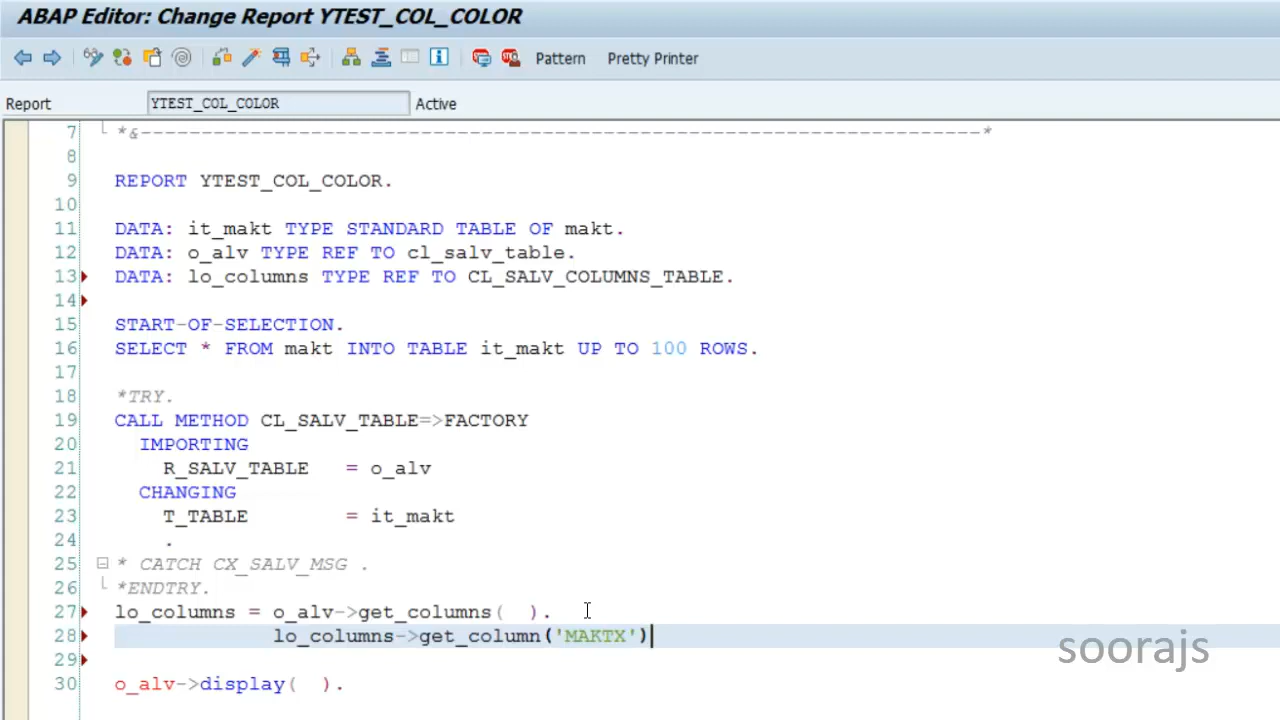 ABAP Editor: Change Report YTEST_COL_COLOR
Pattern Pretty Printer
Report YTEST_COL_COLOR Active
7 *&---------------------------------------------------------------------*
8
9 REPORT YTEST_COL_COLOR.
10
11 DATA: it_makt TYPE STANDARD TABLE OF makt.
12 DATA: o_alv TYPE REF TO cl_salv_table.
13 DATA: lo_columns TYPE REF TO CL_SALV_COLUMNS_TABLE.
14
15 START-OF-SELECTION.
16 SELECT * FROM makt INTO TABLE it_makt UP TO 100 ROWS.
17
18 *TRY.
19 CALL METHOD CL_SALV_TABLE=>FACTORY
20 IMPORTING
21 R_SALV_TABLE = o_alv
22 CHANGING
23 T_TABLE = it_makt
24 .
25 * CATCH CX_SALV_MSG .
26 *ENDTRY.
27 lo_columns = o_alv->get_columns( ).
28 lo_columns->get_column('MAKTX')
29
30 o_alv->display( ).
soorajs